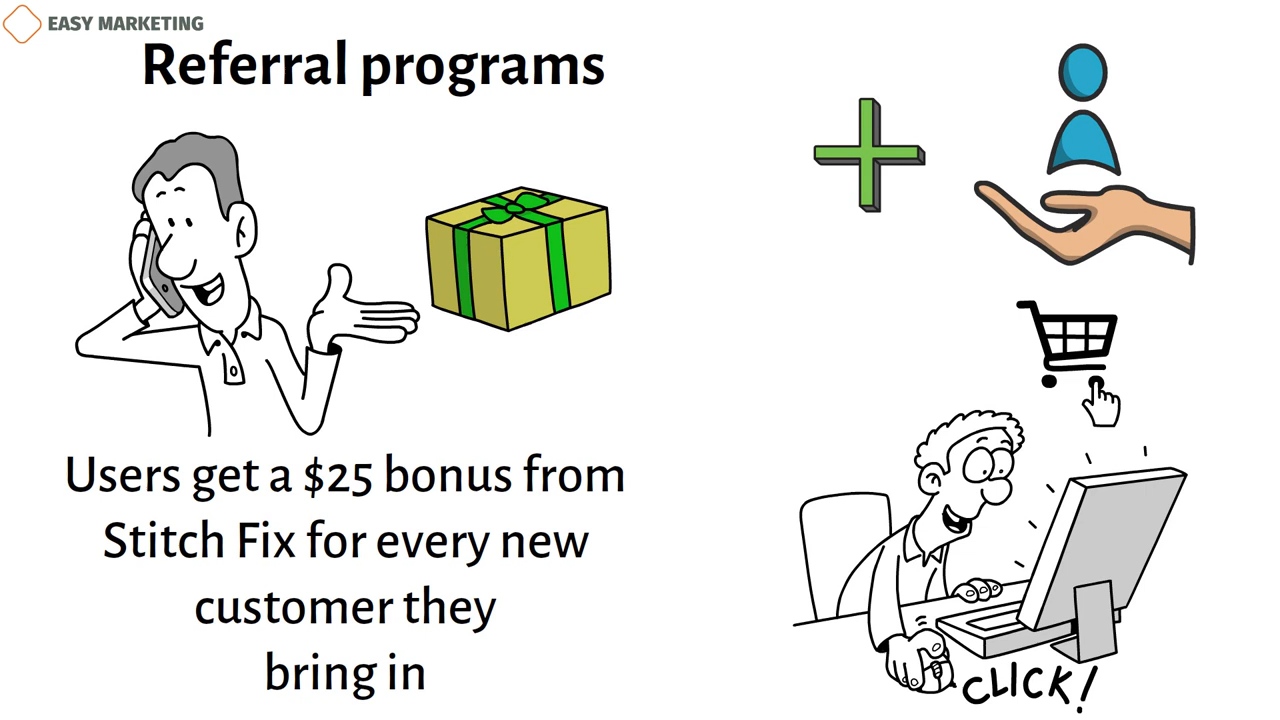 EASY MARKETING
Referral programs
Users get a $25 bonus from
Stitch Fix for every new
customer they
bring in
CLICK!